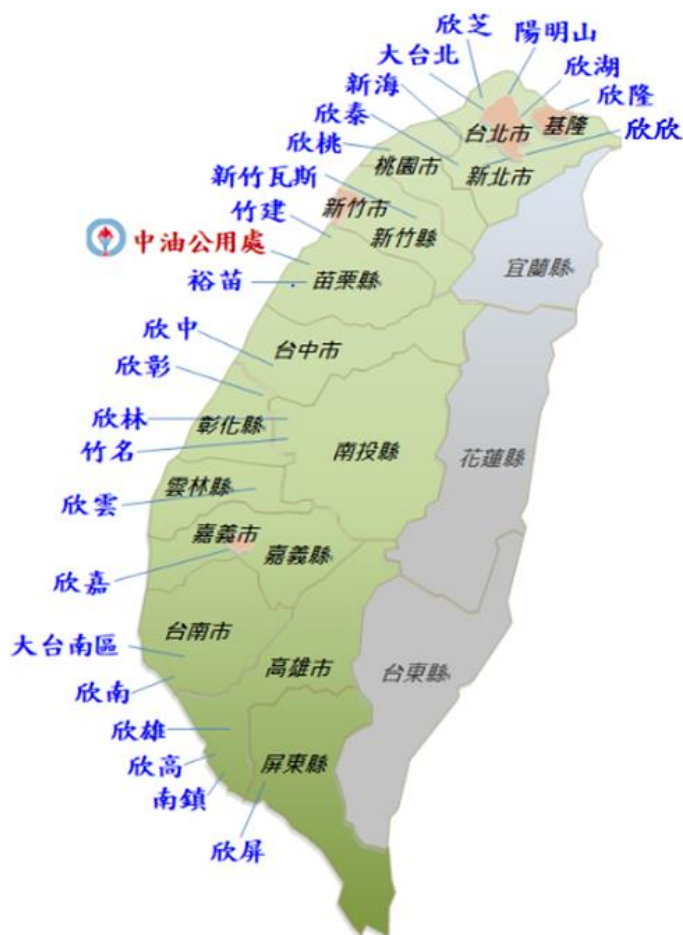 欣芝
陽明山
大台北
欣湖
新海
欣隆
欣泰
台北市
基隆
欣欣
欣桃
桃園市
新北市
新竹瓦斯
新竹市
竹建
新竹縣
中油公用處
宜蘭縣
裕苗
苗栗縣
欣中
台中市
欣彰
欣林
彰化縣
竹名
南投縣
花蓮縣
雲林縣
欣雲
嘉義市
嘉義縣
欣嘉
台南市
大台南區
高雄市
台東縣
欣南
欣雄
欣高
屏東縣
南鎮
欣屏